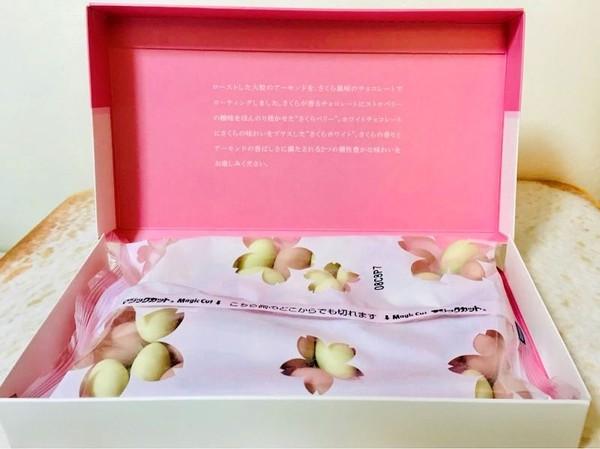 ローストした大粒のアーモンドを、さくら風味のチョコレートで
コーティングしました。さくらが香るチョコレートにストロベリー
の酸味をほんのり効かせた“さくらベリー”、ホワイトチョコレート
にさくらの味わいをプラスした“さくらホワイト”。さくらの香りと
アーモンドの香ばしさに満たされる2つの個性豊かな味わいを
お愉しみください。
08C9P7
マジックカット® Magic Cut こちら側のどこからでも切れます Magic Cut マジックカット®